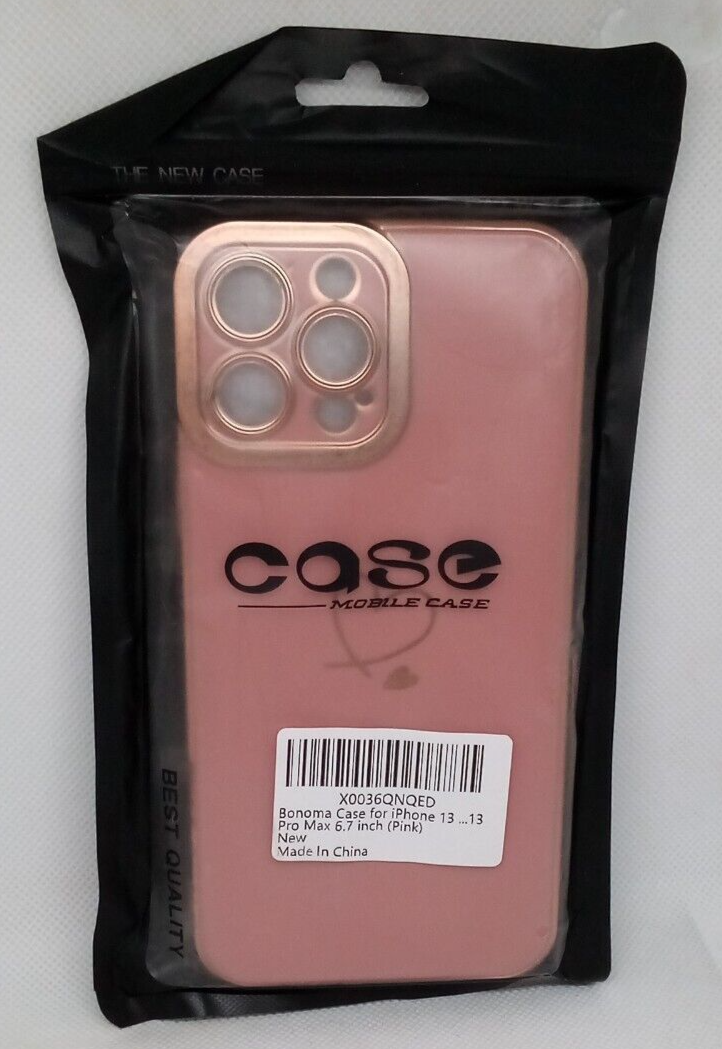 THE NEW CASE
case
MOBILE CASE
X0036QNQED
Bonoma Case for iPhone 13 ...13
Pro Max 6.7 inch (Pink)
New
Made In China
BEST QUALITY